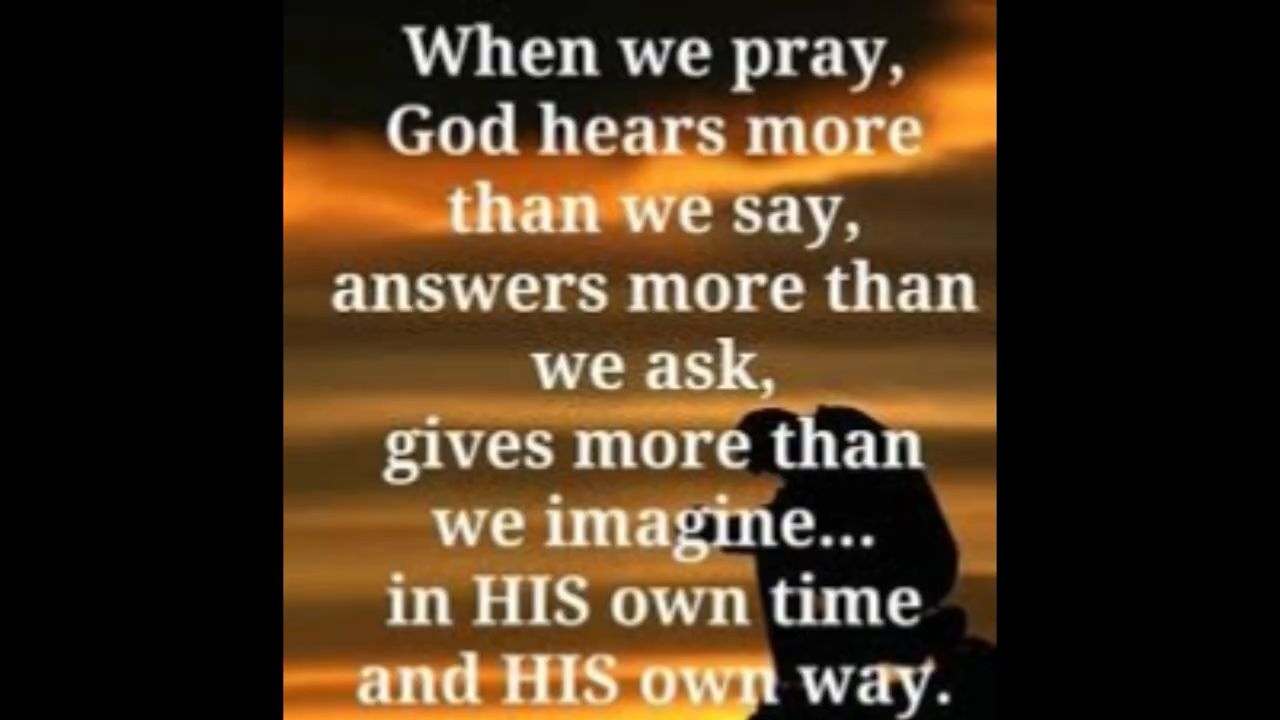 When we pray,
God hears more
than we say,
answers more than
we ask,
gives more than
we imagine...
in HIS own time
and HIS own way.